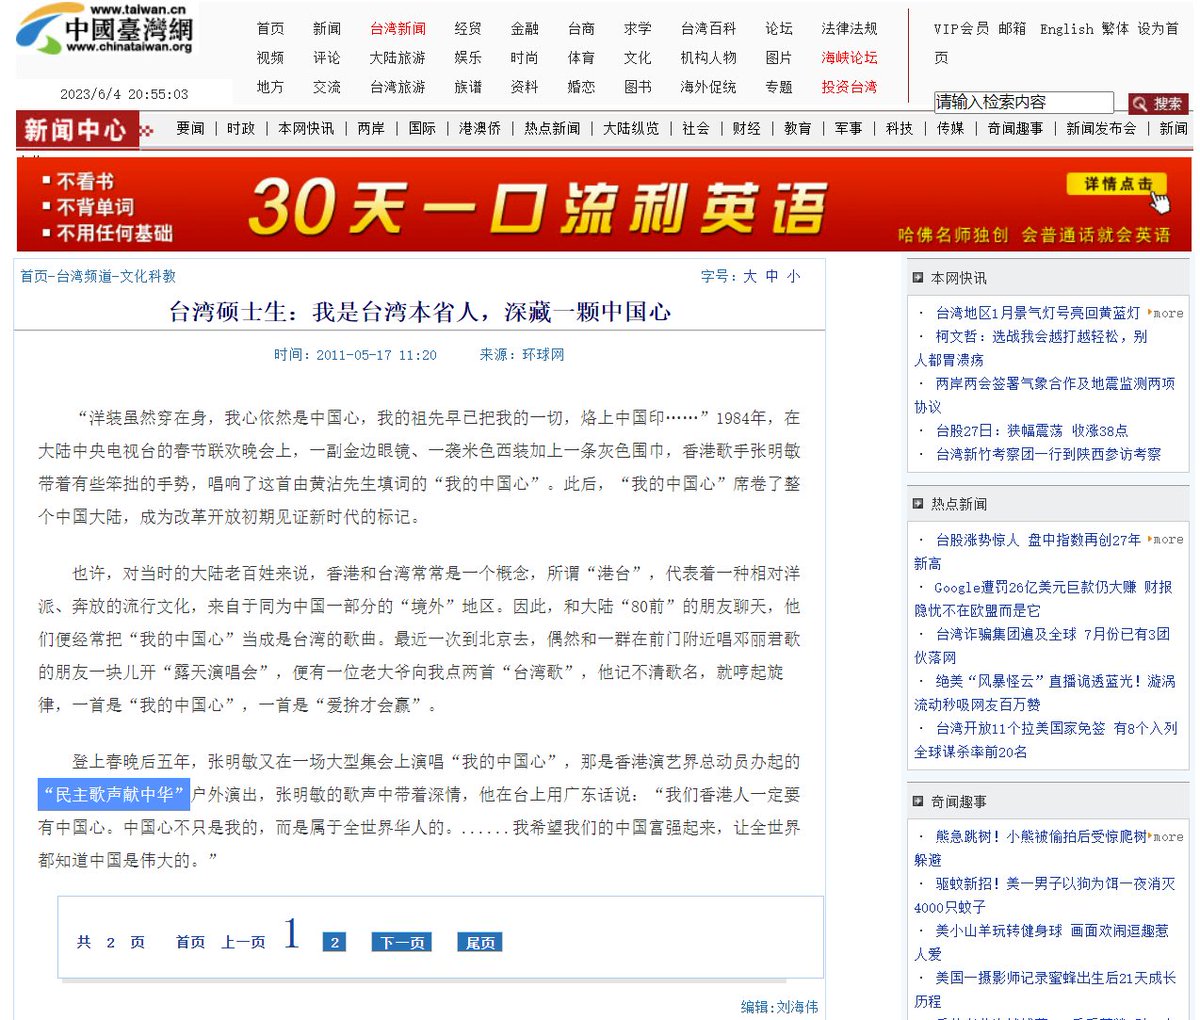 www.taiwan.cn
中國臺灣網
www.chinataiwan.org
2023/6/4 20:55:03
首页 新闻 台湾新闻 经贸 金融 台商 求学 台湾百科 论坛 法律法规
视频 评论 大陆旅游 娱乐 时尚 体育 文化 机构人物 图片 海峡论坛
地方 交流 台湾旅游 族谱 资料 婚恋 图书 海外促统 专题 投资台湾
VIP会员 邮箱 English 繁体 设为首
页
请输入检索内容 搜索
新闻中心 要闻 | 时政 | 本网快讯 | 两岸 | 国际 | 港澳侨 | 热点新闻 | 大陆纵览 | 社会 | 财经 | 教育 | 军事 | 科技 | 传媒 | 奇闻趣事 | 新闻发布会 | 新闻
不看书
不背单词
不用任何基础
30天一口流利英语
详情点击
哈佛名师独创 会普通话就会英语
首页-台湾频道-文化科教
字号：大 中 小
台湾硕士生：我是台湾本省人，深藏一颗中国心
时间：2011-05-17 11:20 来源：环球网
“洋装虽然穿在身，我心依然是中国心，我的祖先早已把我的一切，烙上中国印……”1984年，在
大陆中央电视台的春节联欢晚会上，一副金边眼镜、一袭米色西装加上一条灰色围巾，香港歌手张明敏
带着有些笨拙的手势，唱响了这首由黄沾先生填词的“我的中国心”。此后，“我的中国心”席卷了整
个中国大陆，成为改革开放初期见证新时代的标记。
也许，对当时的大陆老百姓来说，香港和台湾常常是一个概念，所谓“港台”，代表着一种相对洋
派、奔放的流行文化，来自于同为中国一部分的“境外”地区。因此，和大陆“80前”的朋友聊天，他
们便经常把“我的中国心”当成是台湾的歌曲。最近一次到北京去，偶然和一群在前门附近唱邓丽君歌
的朋友一块儿开“露天演唱会”，便有一位老大爷向我点两首“台湾歌”，他记不清歌名，就哼起旋
律，一首是“我的中国心”，一首是“爱拚才会赢”。
登上春晚后五年，张明敏又在一场大型集会上演唱“我的中国心”，那是香港演艺界总动员办起的
“民主歌声献中华”户外演出，张明敏的歌声中带着深情，他在台上用广东话说：“我们香港人一定要
有中国心。中国心不只是我的，而是属于全世界华人的。......我希望我们的中国富强起来，让全世界
都知道中国是伟大的。”
共 2 页 首页 上一页 1 2 下一页 尾页
编辑:刘海伟
本网快讯
· 台湾地区1月景气灯号亮回黄蓝灯 more
· 柯文哲：选战我会越打越轻松，别
人都胃溃疡
· 两岸两会签署气象合作及地震监测两项
协议
· 台股27日：狭幅震荡 收涨38点
· 台湾新竹考察团一行到陕西参访考察
热点新闻
· 台股涨势惊人 盘中指数再创27年 more
新高
· Google遭罚26亿美元巨款仍大赚 财报
隐忧不在欧盟而是它
· 台湾诈骗集团遍及全球 7月份已有3团
伙落网
· 绝美“风暴怪云”直播诡透蓝光！漩涡
流动秒吸网友百万赞
· 台湾开放11个拉美国家免签 有8个入列
全球谋杀率前20名
奇闻趣事
· 熊急跳树！小熊被偷拍后受惊爬树 more
躲避
· 驱蚊新招！美一男子以狗为饵一夜消灭
4000只蚊子
· 美小山羊玩转健身球 画面欢闹逗趣惹
人爱
· 美国一摄影师记录蜜蜂出生后21天成长
历程